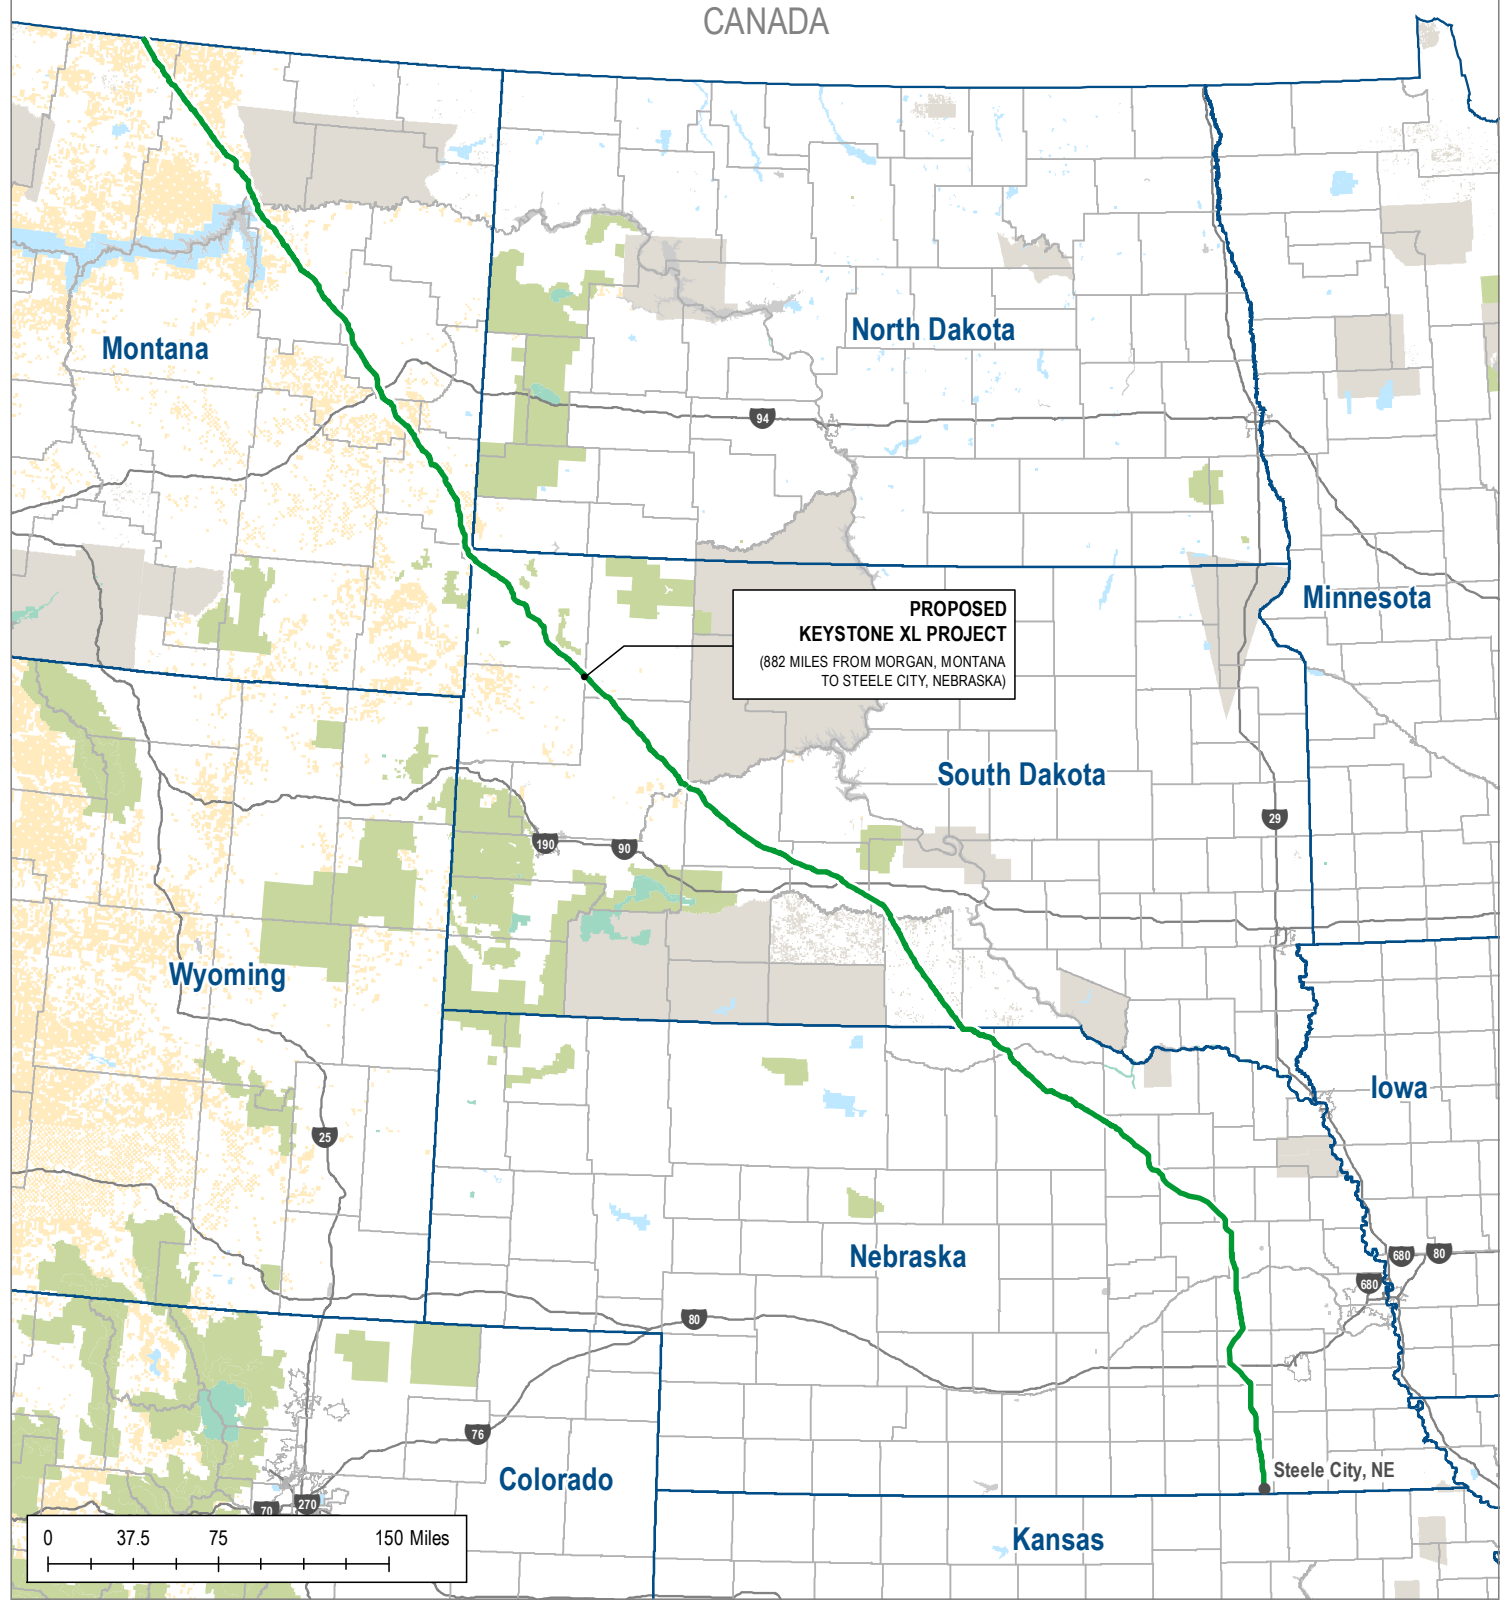 CANADA
Montana
North Dakota
94
Minnesota
PROPOSED
KEYSTONE XL PROJECT
(882 MILES FROM MORGAN, MONTANA
TO STEELE CITY, NEBRASKA)
South Dakota
29
190
90
Wyoming
Iowa
25
Nebraska
680
80
680
80
76
Colorado
Steele City, NE
70
270
Kansas
0 37.5 75 150 Miles